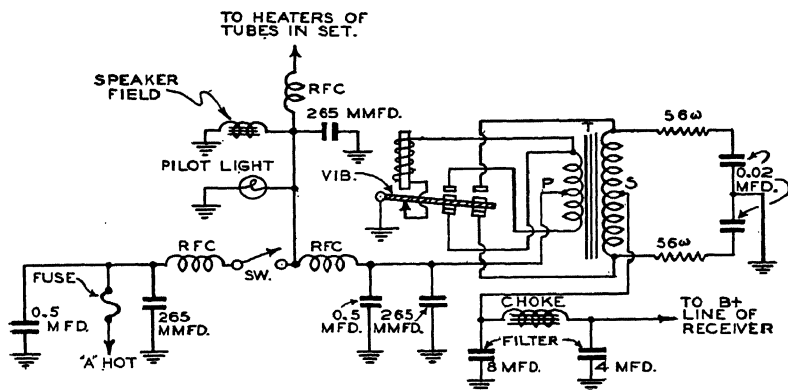 TO HEATERS OF
TUBES IN SET.
RFC
SPEAKER
FIELD
265 MMFD.
PILOT LIGHT
VIB.
P
T
S
56ω
0.02
MFD.
56ω
RFC
SW.
RFC
FUSE
0.5
MFD.
265
MMFD.
"A" HOT
0.5
MFD.
265
MMFD.
CHOKE
TO B+
LINE OF
RECEIVER
FILTER
8 MFD.
4 MFD.